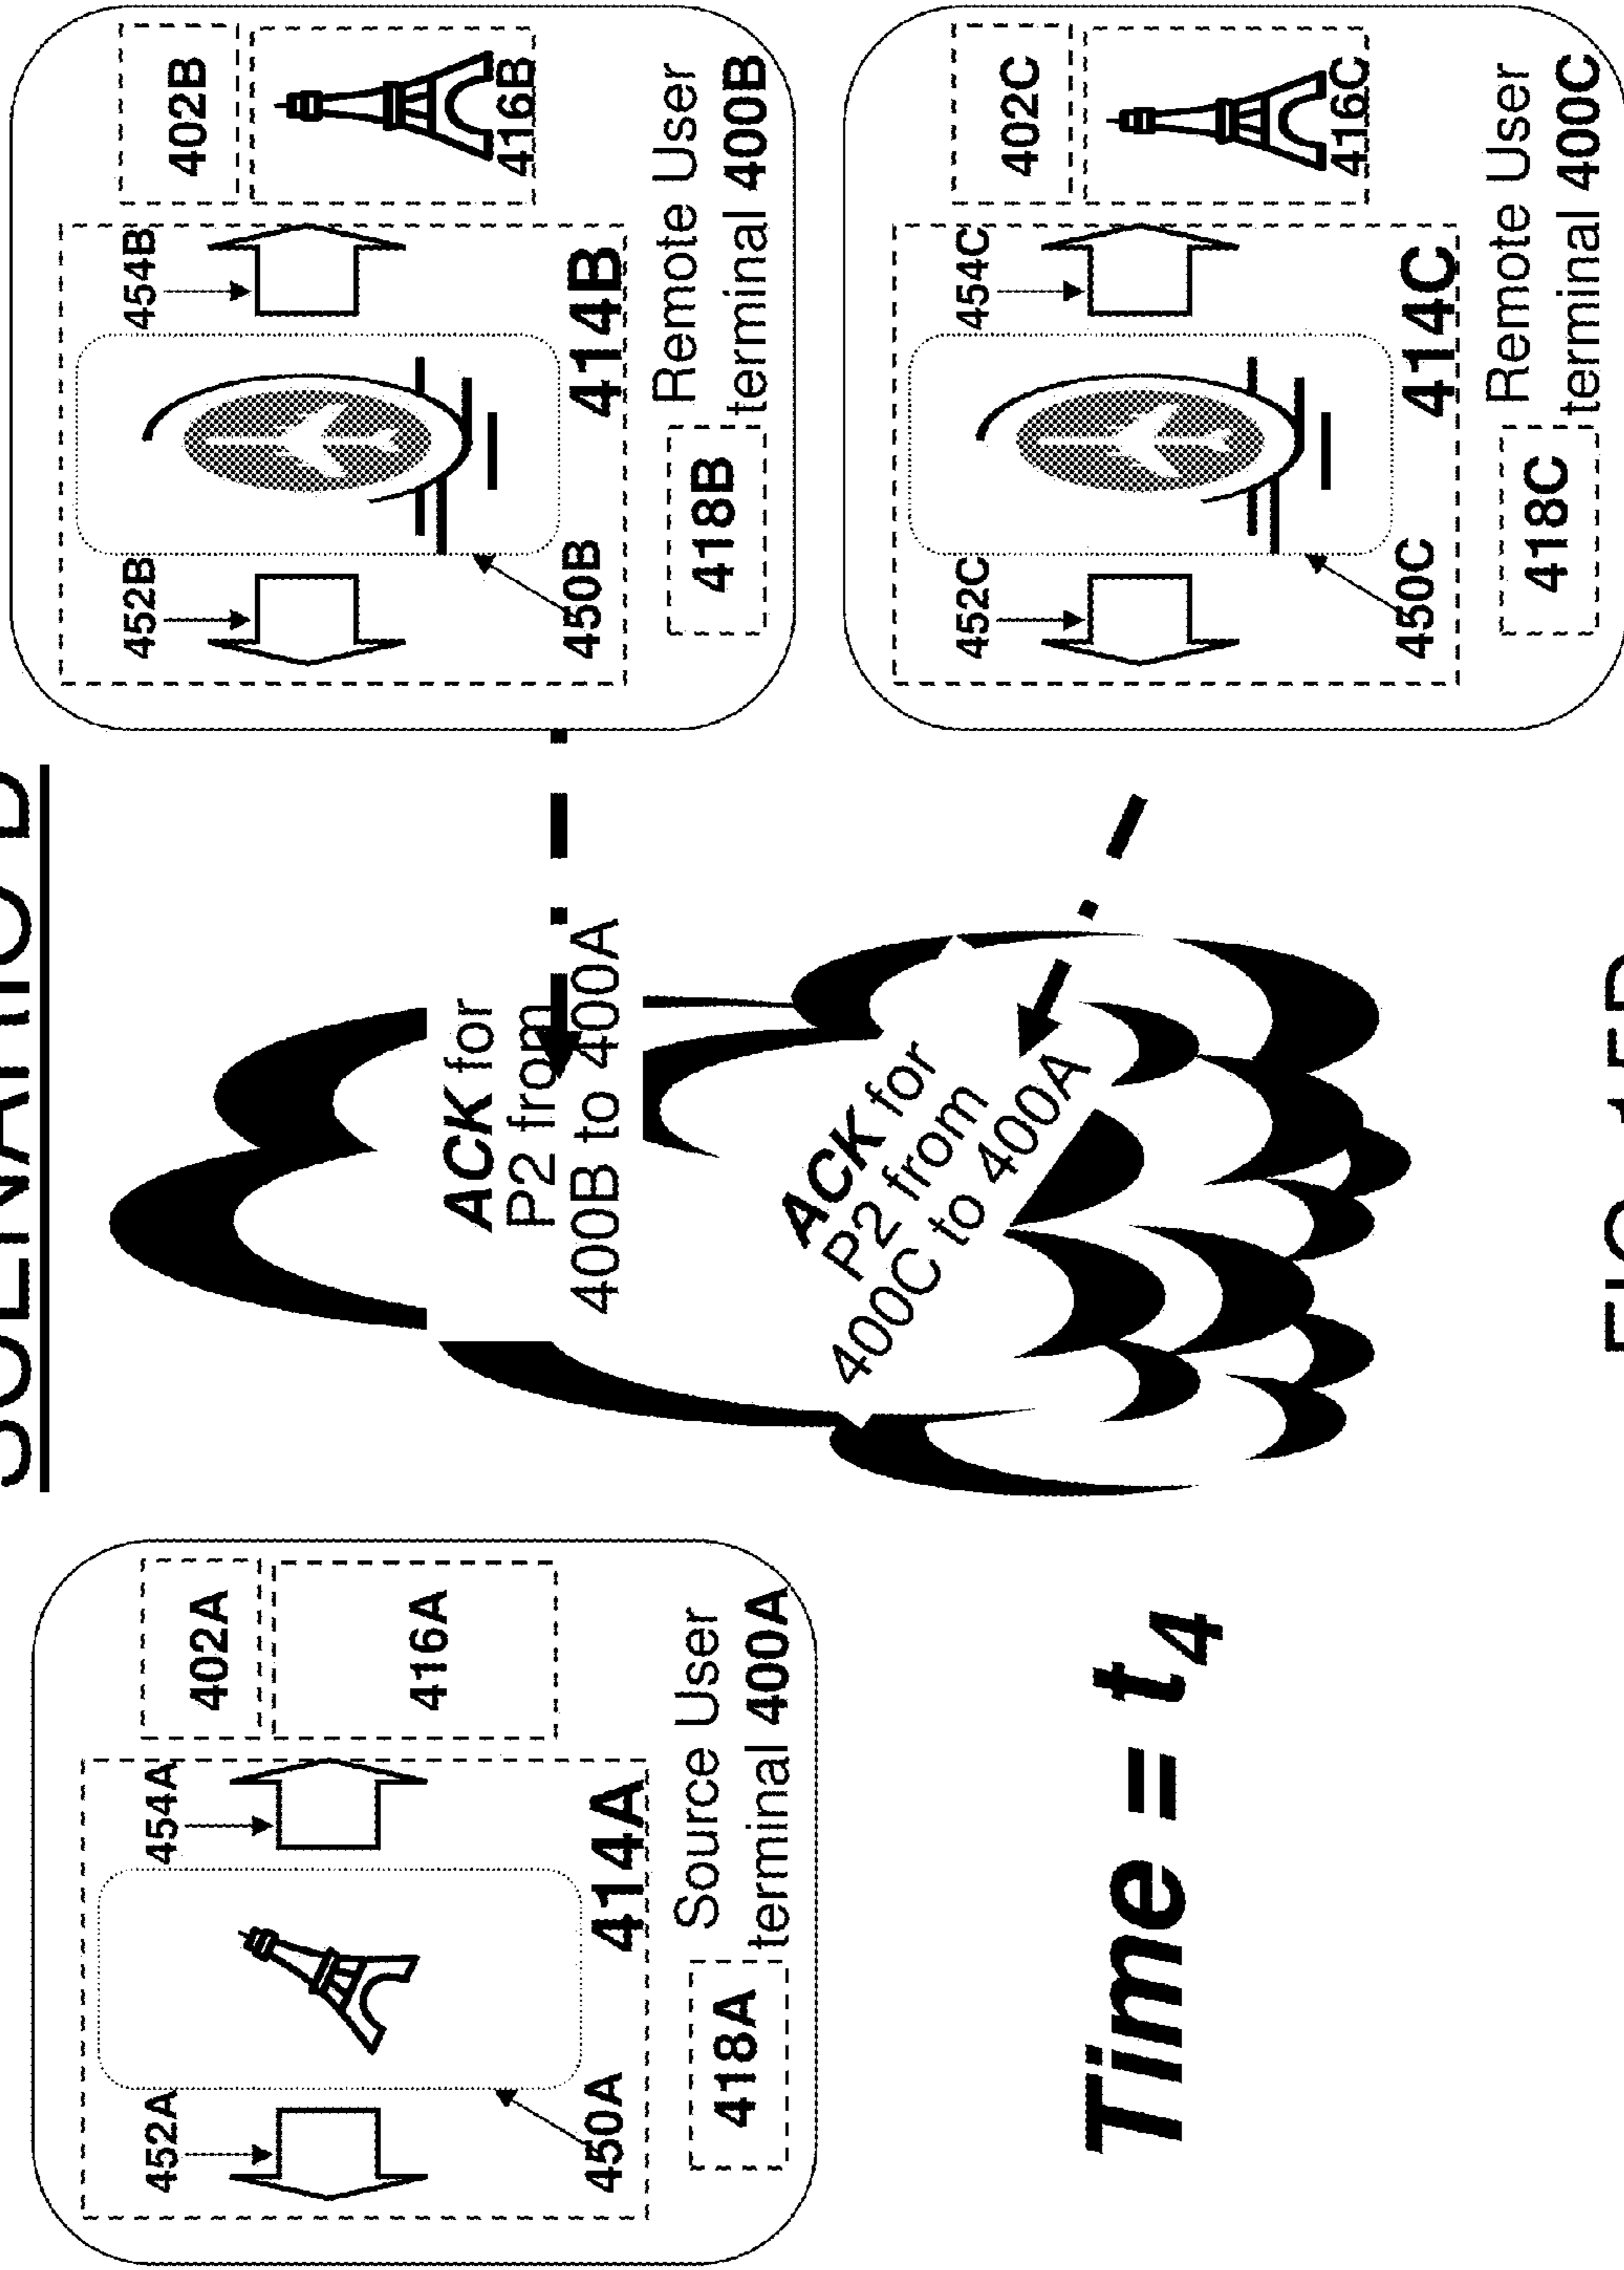 Source User
terminal 400A
402A
416A
414A
418A
450A
452A
454A
ACK for
P2 from
400B to 400A
ACK for
P2 from
400C to 400A
Remote User
terminal 400B
402B
416B
414B
418B
450B
452B
454B
Remote User
terminal 400C
402C
416C
414C
418C
450C
452C
454C
Time = t4